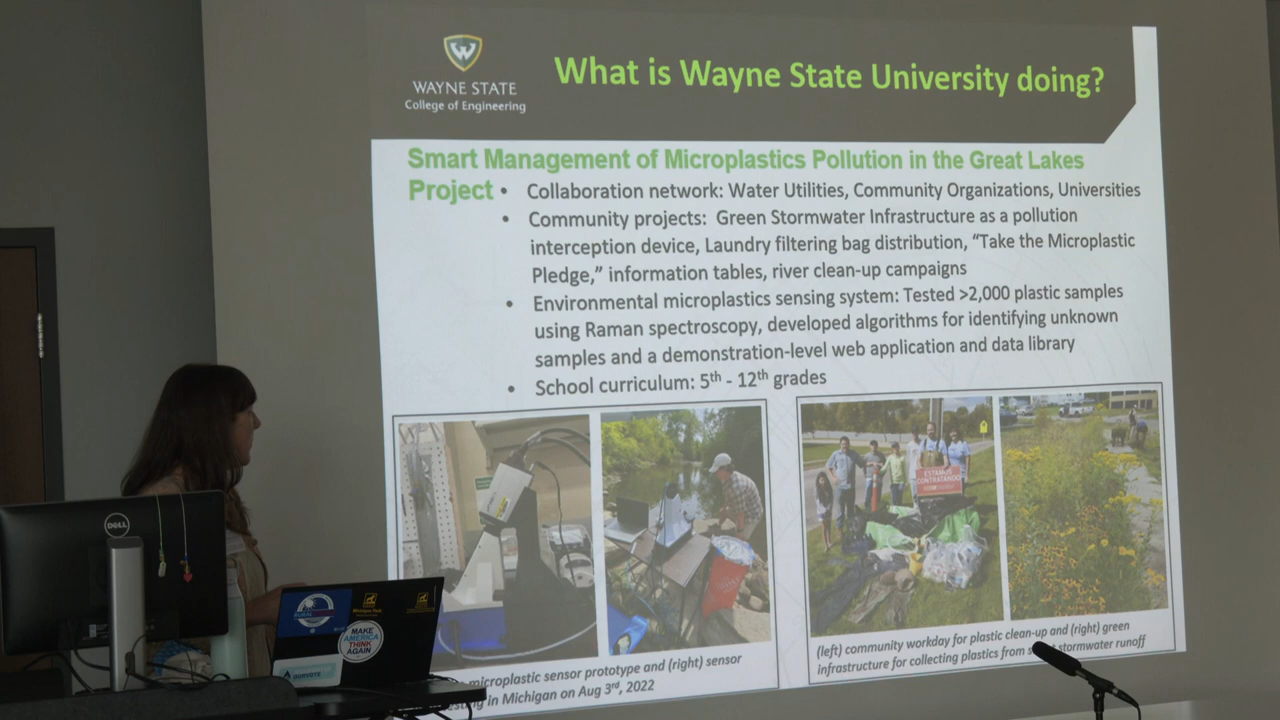 WAYNE STATE
College of Engineering
What is Wayne State University doing?
Smart Management of Microplastics Pollution in the Great Lakes
Project
• Collaboration network: Water Utilities, Community Organizations, Universities
• Community projects: Green Stormwater Infrastructure as a pollution
interception device, Laundry filtering bag distribution, “Take the Microplastic
Pledge,” information tables, river clean-up campaigns
• Environmental microplastics sensing system: Tested >2,000 plastic samples
using Raman spectroscopy, developed algorithms for identifying unknown
samples and a demonstration-level web application and data library
• School curriculum: 5th - 12th grades
ESTAMOS
CONTRATANDO
microplastic sensor prototype and (right) sensor
in Michigan on Aug 3rd, 2022
(left) community workday for plastic clean-up and (right) green
infrastructure for collecting plastics from stormwater runoff
DELL
RURAL
MAKE
AMERICA
THINK
AGAIN
OURVOTE